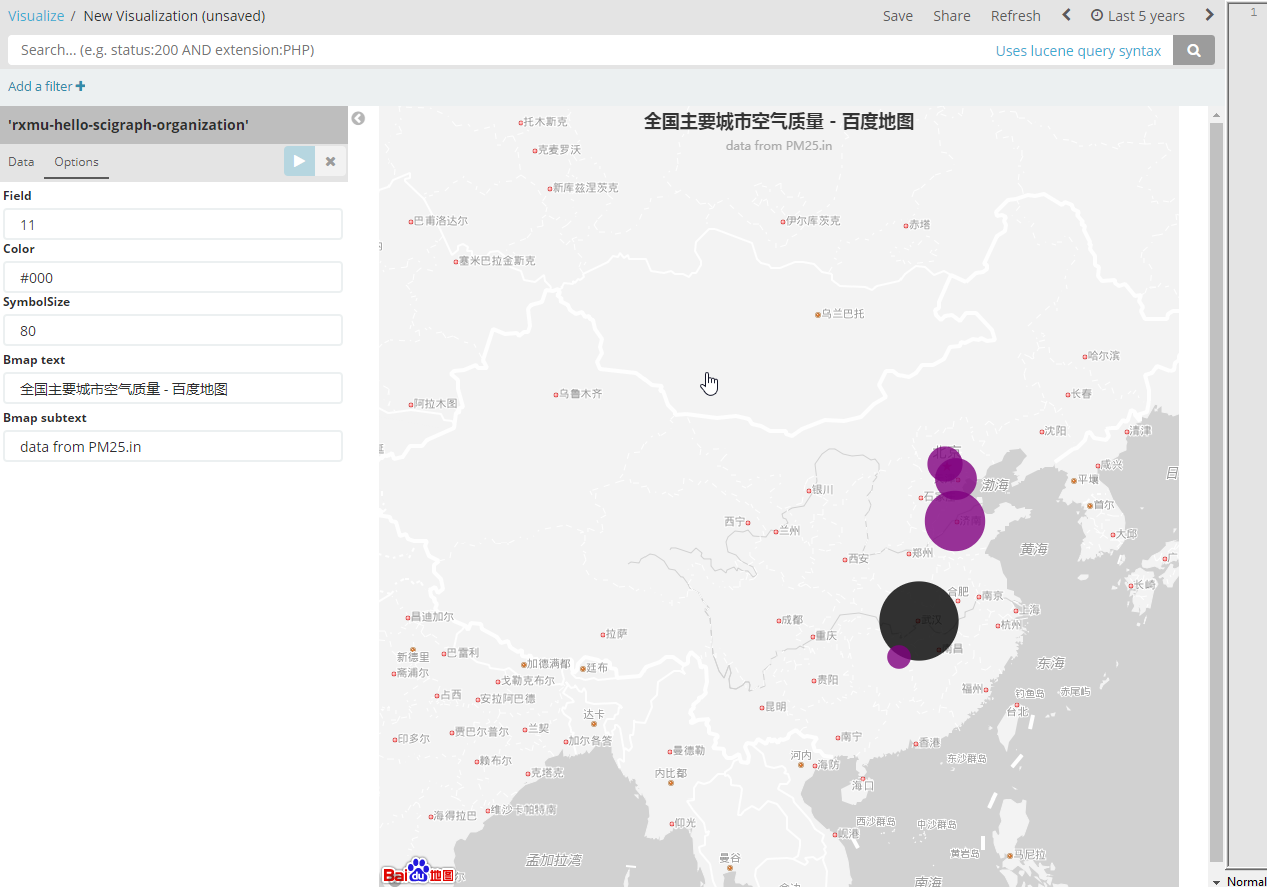 Visualize / New Visualization (unsaved)
Save Share Refresh Last 5 years
1
Search... (e.g. status:200 AND extension:PHP)
Uses lucene query syntax
Add a filter
'rxmu-hello-scigraph-organization'
Data Options
Field
11
Color
#000
SymbolSize
80
Bmap text
全国主要城市空气质量 - 百度地图
Bmap subtext
data from PM25.in
全国主要城市空气质量 - 百度地图
data from PM25.in
托木斯克
克麦罗沃
新库兹涅茨克
巴甫洛达尔
伊尔库茨克
赤塔
塞米巴拉金斯克
乌兰巴托
哈尔滨
乌鲁木齐
长春
阿拉木图
沈阳
清津
北京
咸兴
日
平壤
渤海
银川
首尔
西宁
兰州
济南
大邱
黄海
郑州
西安
长崎
合肥
南京
上海
昌迪加尔
成都
武汉
杭州
拉萨
重庆
南昌
新德里
巴雷利
加德满都
廷布
东海
斋浦尔
戈勒克布尔
贵阳
占西
安拉阿巴德
福州
钓鱼岛
赤尾屿
昆明
台北
达卡
印多尔
贾巴尔普尔
兰契
加尔各答
南宁
香港
曼德勒
河内
海防
东沙群岛
赖布尔
克塔克
内比都
海口
海得拉巴
维沙卡帕特南
仰光
西沙群岛
中沙群岛
岘港
孟加拉湾
曼谷
黄岩岛
马尼拉
Bai du 地图
南海
Normal